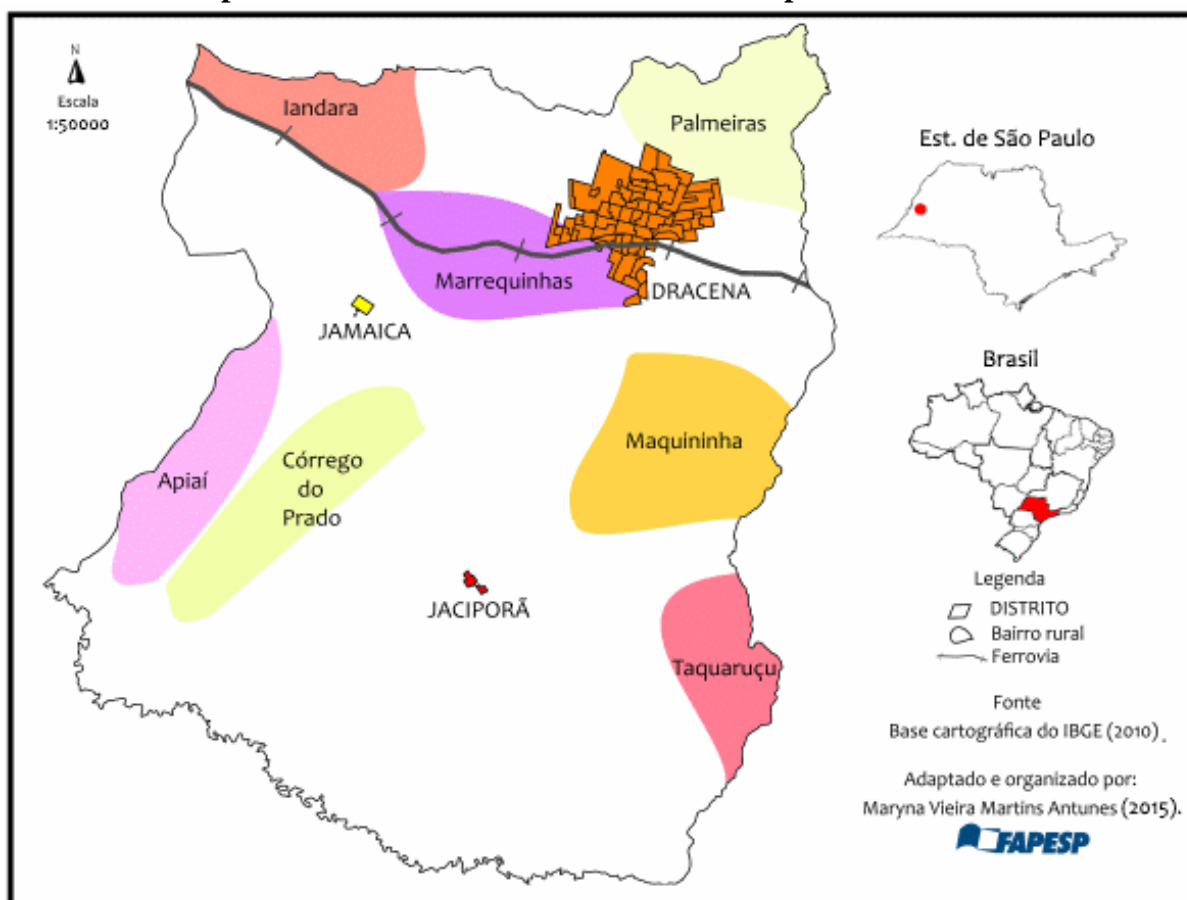 N
Escala
1:50000
Iandara
Palmeiras
Marrequinhas
DRACENA
JAMAICA
Maquininha
Apiaí
Córrego
do
Prado
JACIPORÃ
Taquaruçu
Est. de São Paulo
Brasil
Legenda
DISTRITO
Bairro rural
Ferrovia
Fonte
Base cartográfica do IBGE (2010).
Adaptado e organizado por:
Maryna Vieira Martins Antunes (2015).
FAPESP